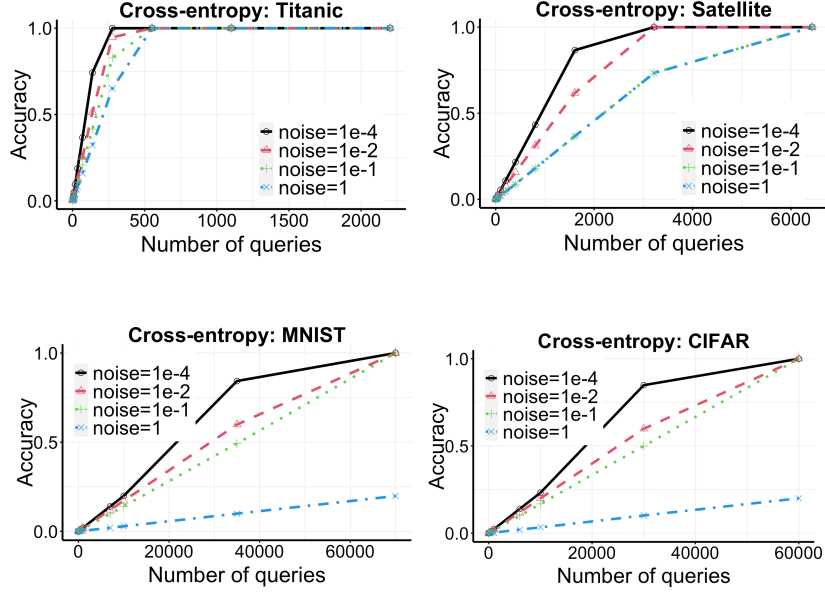 Cross-entropy: Titanic
Accuracy
1.0
0.5
0.0
noise=1e-4
noise=1e-2
noise=1e-1
noise=1
0 500 1000 1500 2000
Number of queries
Cross-entropy: Satellite
Accuracy
1.0
0.5
0.0
noise=1e-4
noise=1e-2
noise=1e-1
noise=1
0 2000 4000 6000
Number of queries
Cross-entropy: MNIST
Accuracy
1.0
0.5
0.0
noise=1e-4
noise=1e-2
noise=1e-1
noise=1
0 20000 40000 60000
Number of queries
Cross-entropy: CIFAR
Accuracy
1.0
0.5
0.0
noise=1e-4
noise=1e-2
noise=1e-1
noise=1
0 20000 40000 60000
Number of queries